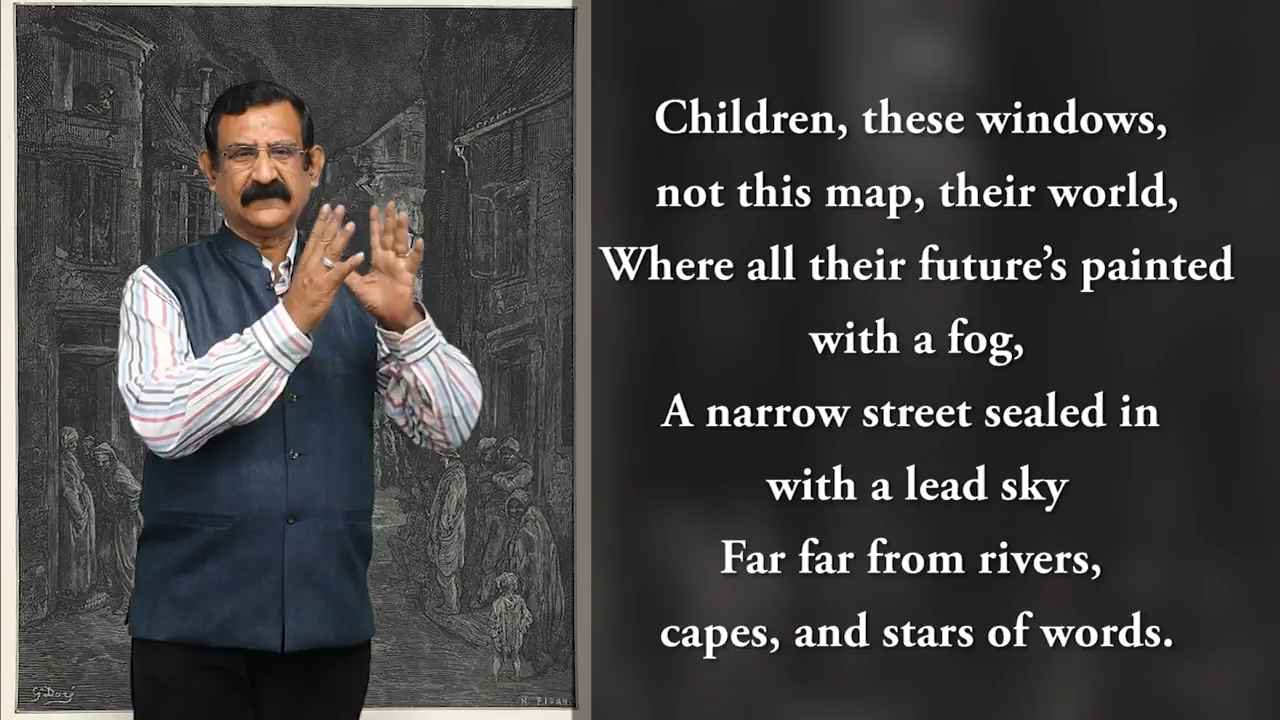 Children, these windows,
not this map, their world,
Where all their future’s painted
with a fog,
A narrow street sealed in
with a lead sky
Far far from rivers,
capes, and stars of words.
G. Doré